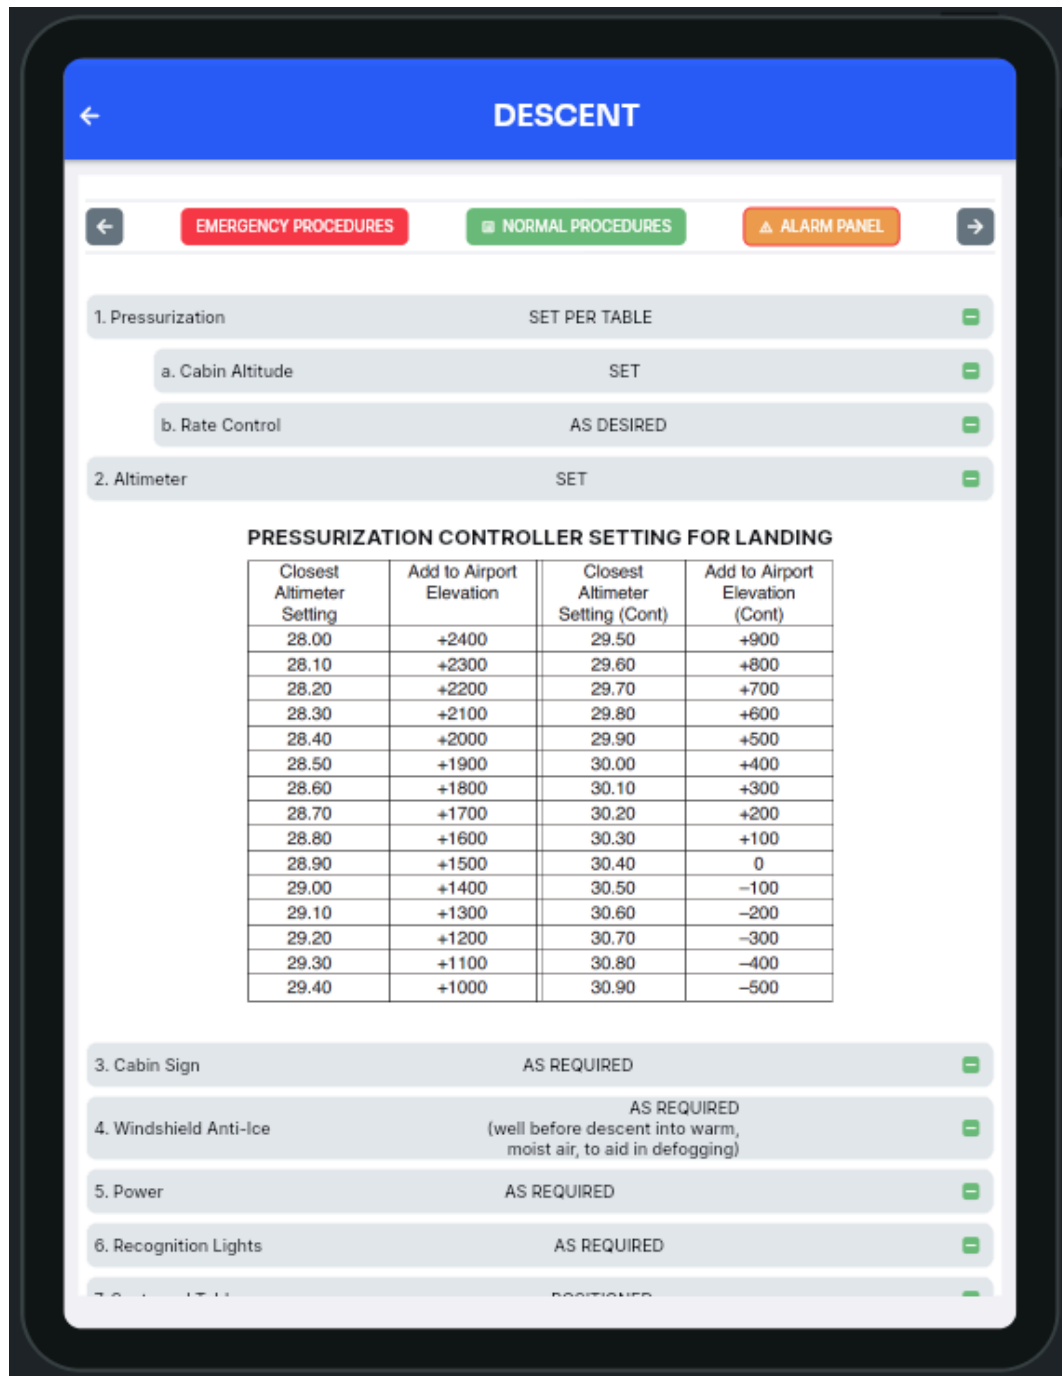 DESCENT
EMERGENCY PROCEDURES NORMAL PROCEDURES ALARM PANEL
1. Pressurization SET PER TABLE
a. Cabin Altitude SET
b. Rate Control AS DESIRED
2. Altimeter SET
PRESSURIZATION CONTROLLER SETTING FOR LANDING
Closest Add to Airport Closest Add to Airport
Altimeter Elevation Altimeter Elevation
Setting Setting (Cont) (Cont)
28.00 +2400 29.50 +900
28.10 +2300 29.60 +800
28.20 +2200 29.70 +700
28.30 +2100 29.80 +600
28.40 +2000 29.90 +500
28.50 +1900 30.00 +400
28.60 +1800 30.10 +300
28.70 +1700 30.20 +200
28.80 +1600 30.30 +100
28.90 +1500 30.40 0
29.00 +1400 30.50 –100
29.10 +1300 30.60 –200
29.20 +1200 30.70 –300
29.30 +1100 30.80 –400
29.40 +1000 30.90 –500
3. Cabin Sign AS REQUIRED
AS REQUIRED
4. Windshield Anti-Ice (well before descent into warm,
moist air, to aid in defogging)
5. Power AS REQUIRED
6. Recognition Lights AS REQUIRED